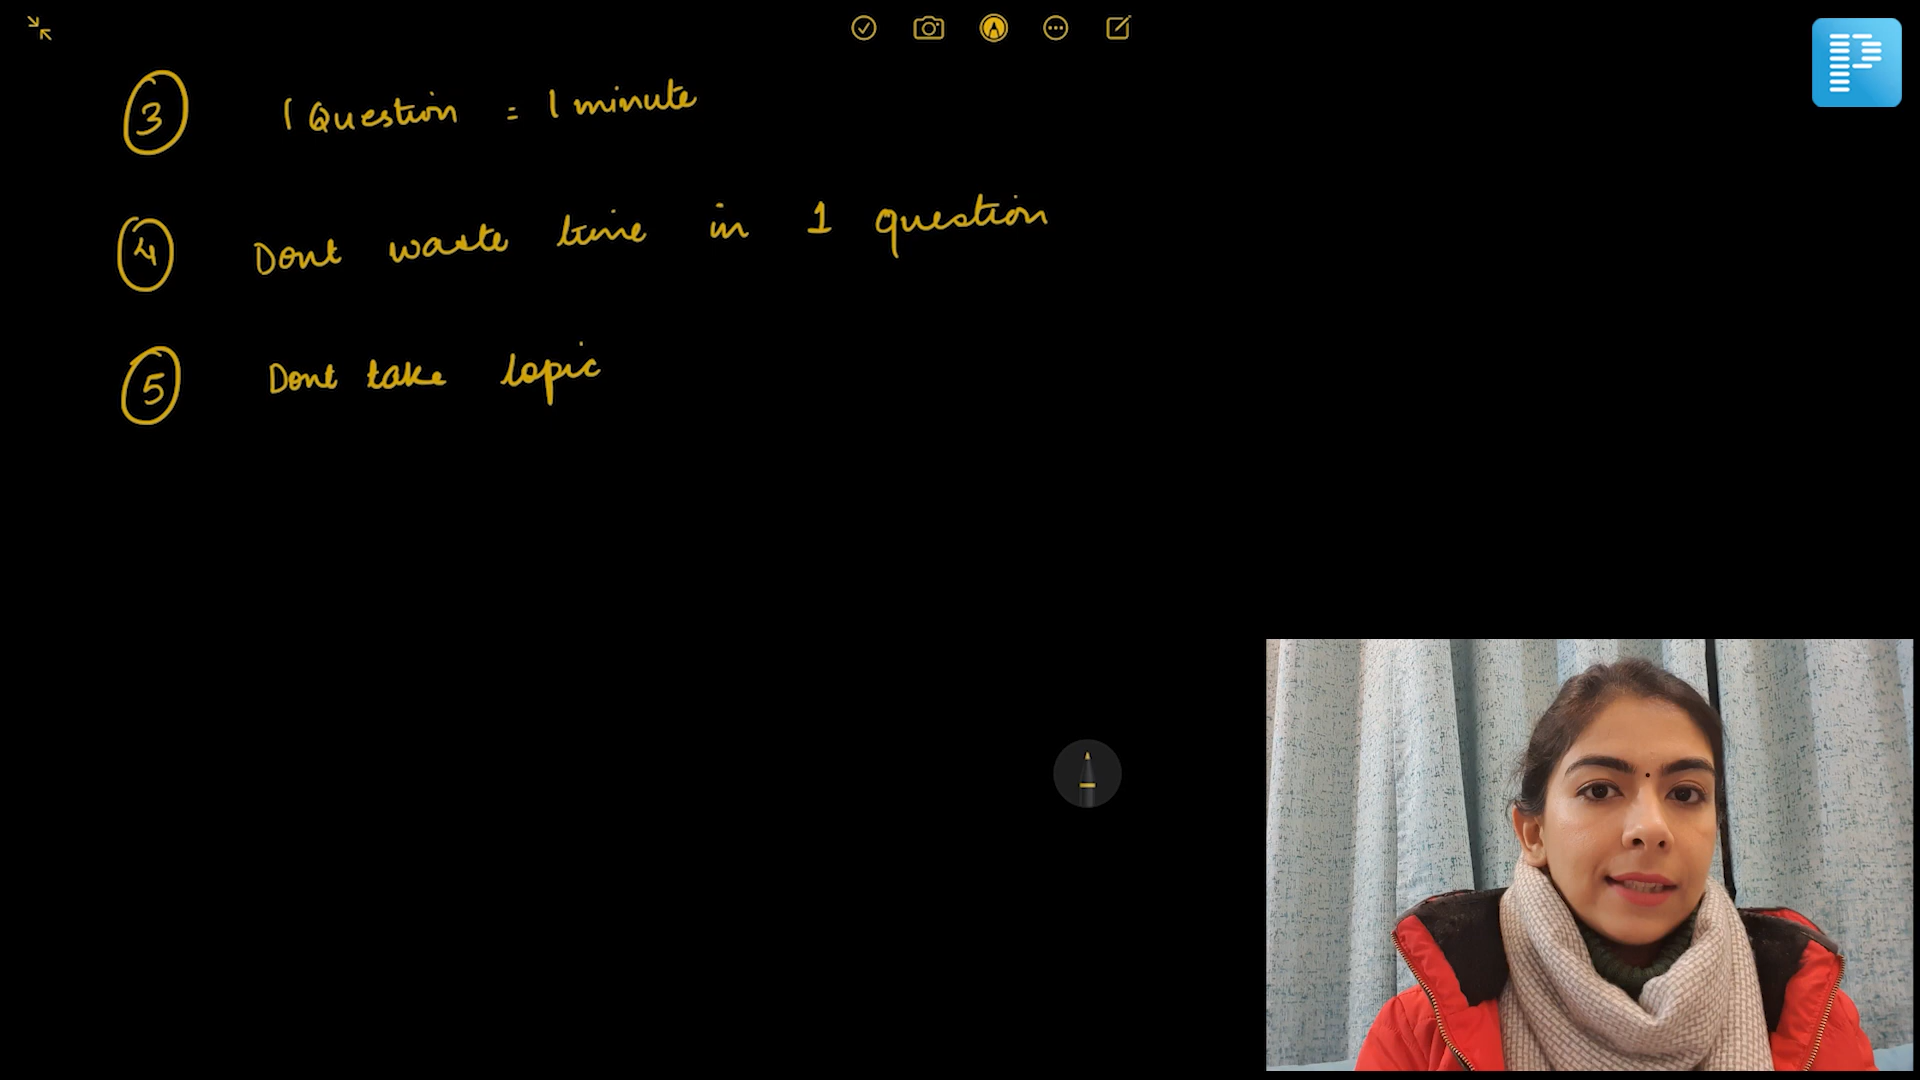 3 1 Question = 1 minute
4 Dont waste time in 1 question
5 Dont take topic